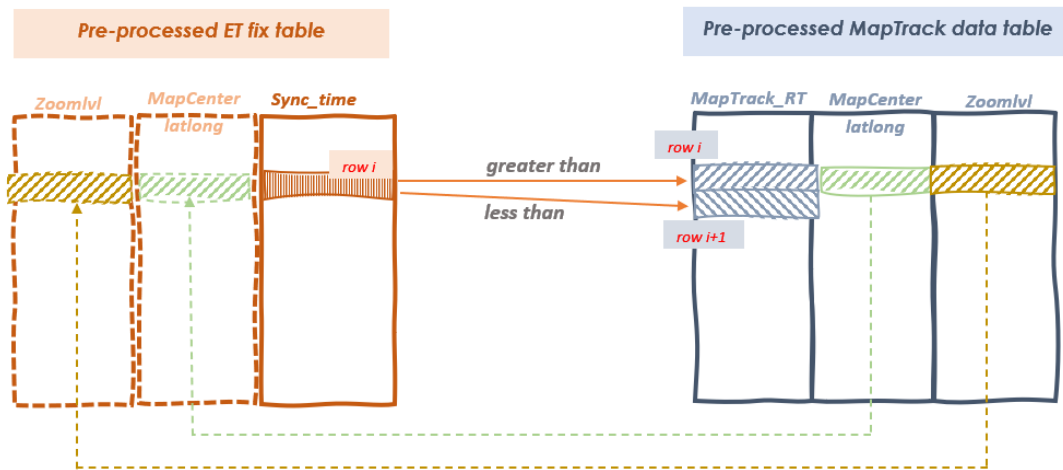 Pre-processed ET fix table
Pre-processed MapTrack data table
Zoomlvl
MapCenter
latlong
Sync_time
MapTrack_RT
MapCenter
latlong
Zoomlvl
row i
greater than
less than
row i
row i+1